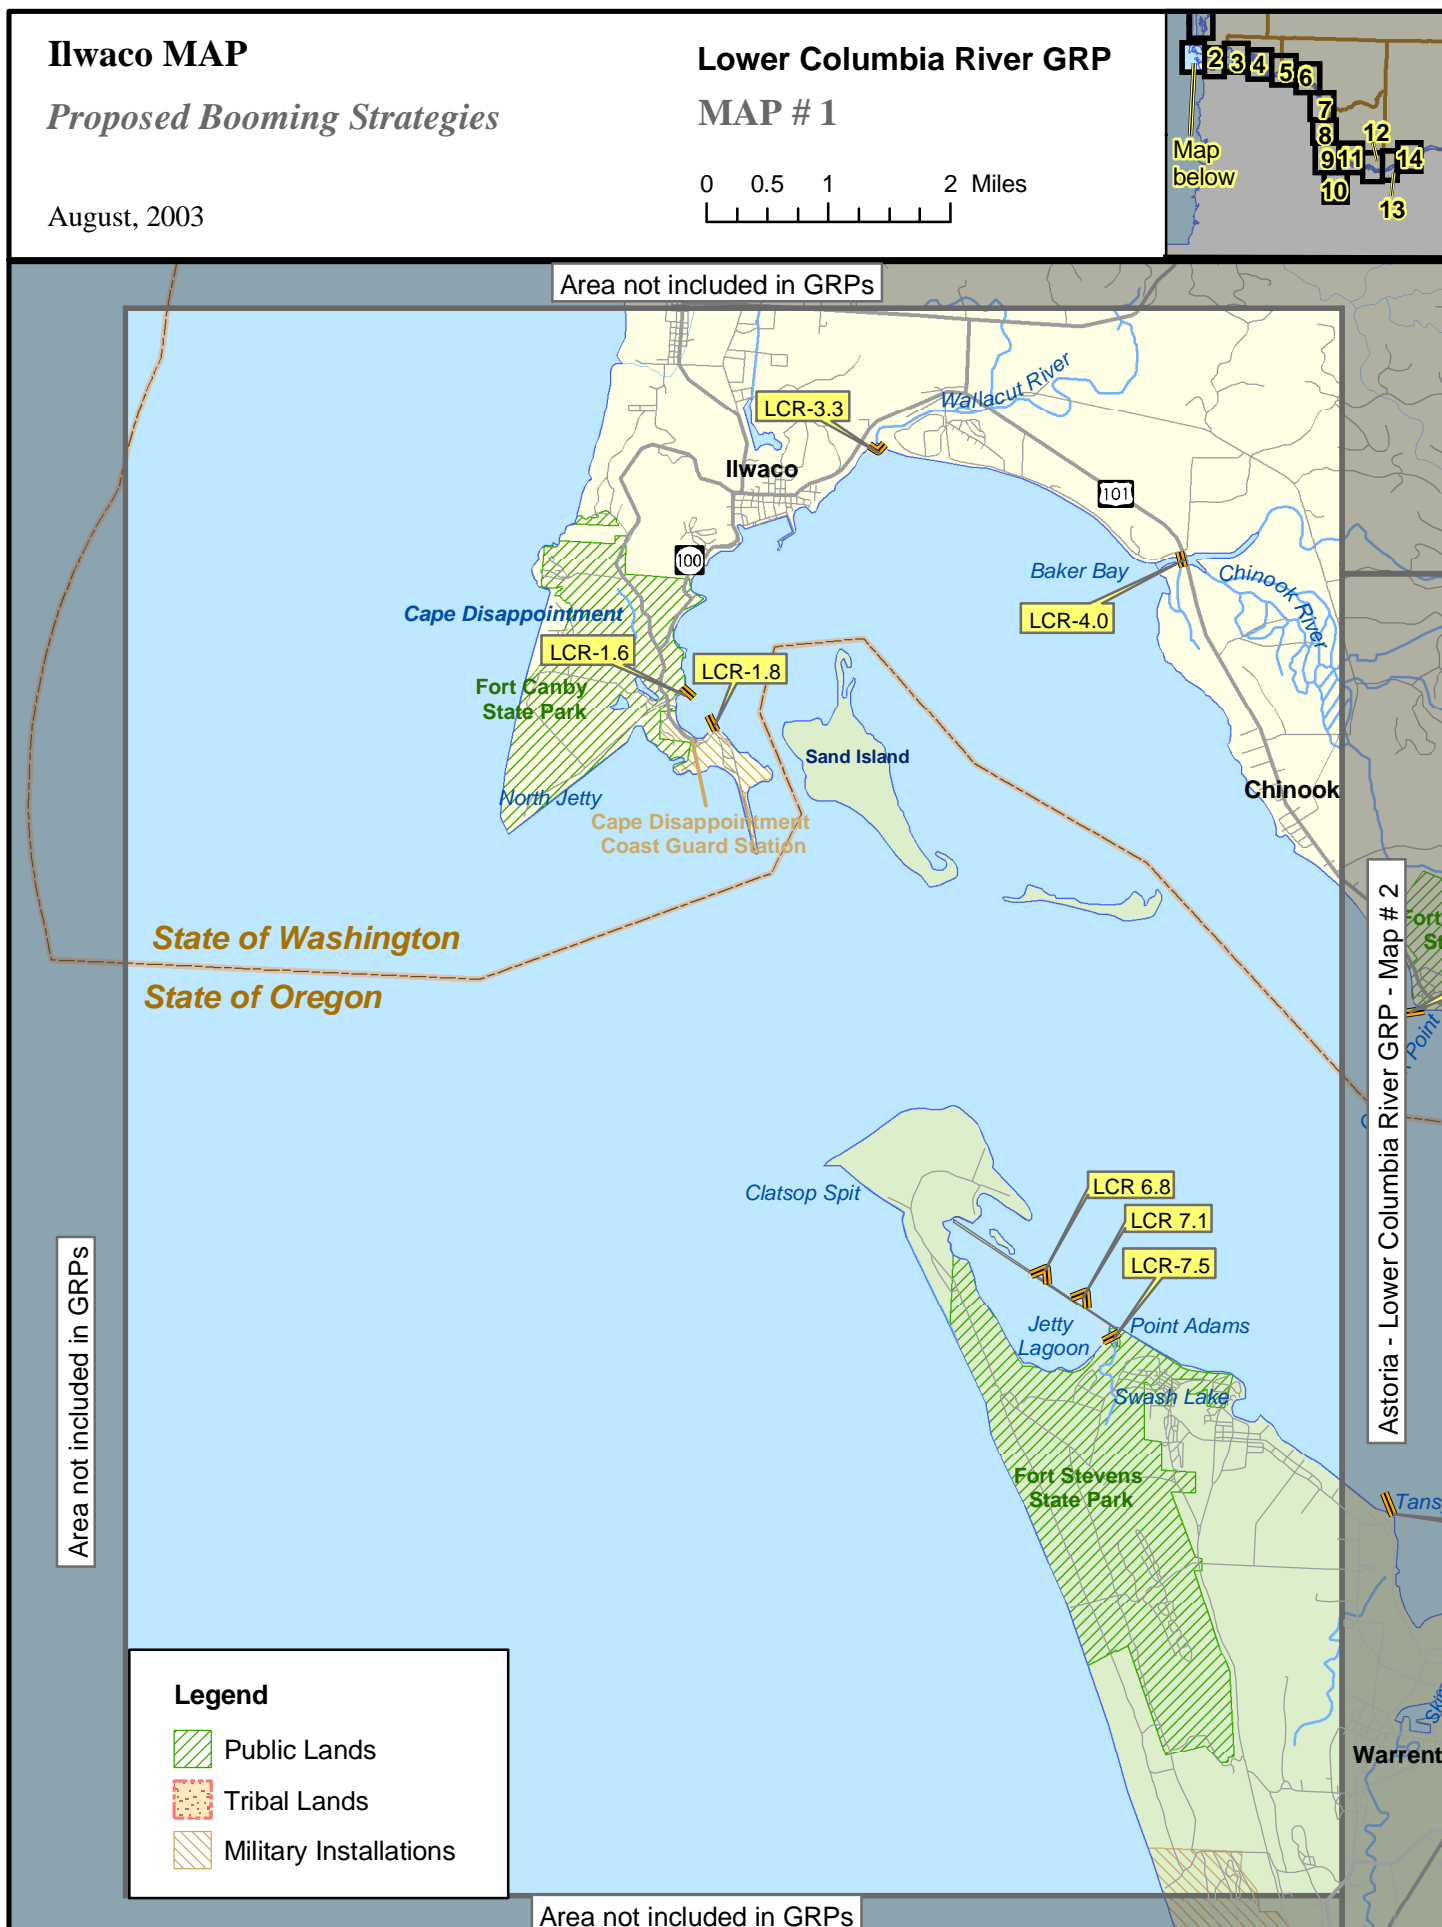 Ilwaco MAP
Proposed Booming Strategies
August, 2003
Lower Columbia River GRP
MAP # 1
0 0.5 1 2 Miles
2
3
4
5
6
7
8
9
10
11
12
13
14
Map
below
Area not included in GRPs
Wallacut River
LCR-3.3
Ilwaco
101
100
Baker Bay
Chinook River
LCR-4.0
Cape Disappointment
LCR-1.6
LCR-1.8
Fort Canby
State Park
Sand Island
North Jetty
Chinook
Cape Disappointment
Coast Guard Station
State of Washington
State of Oregon
Fort
Point
Astoria - Lower Columbia River GRP - Map # 2
Clatsop Spit
LCR 6.8
LCR 7.1
LCR-7.5
Jetty
Lagoon
Point Adams
Swash Lake
Fort Stevens
State Park
Area not included in GRPs
Tans
Warrent
Legend
Public Lands
Tribal Lands
Military Installations
Area not included in GRPs